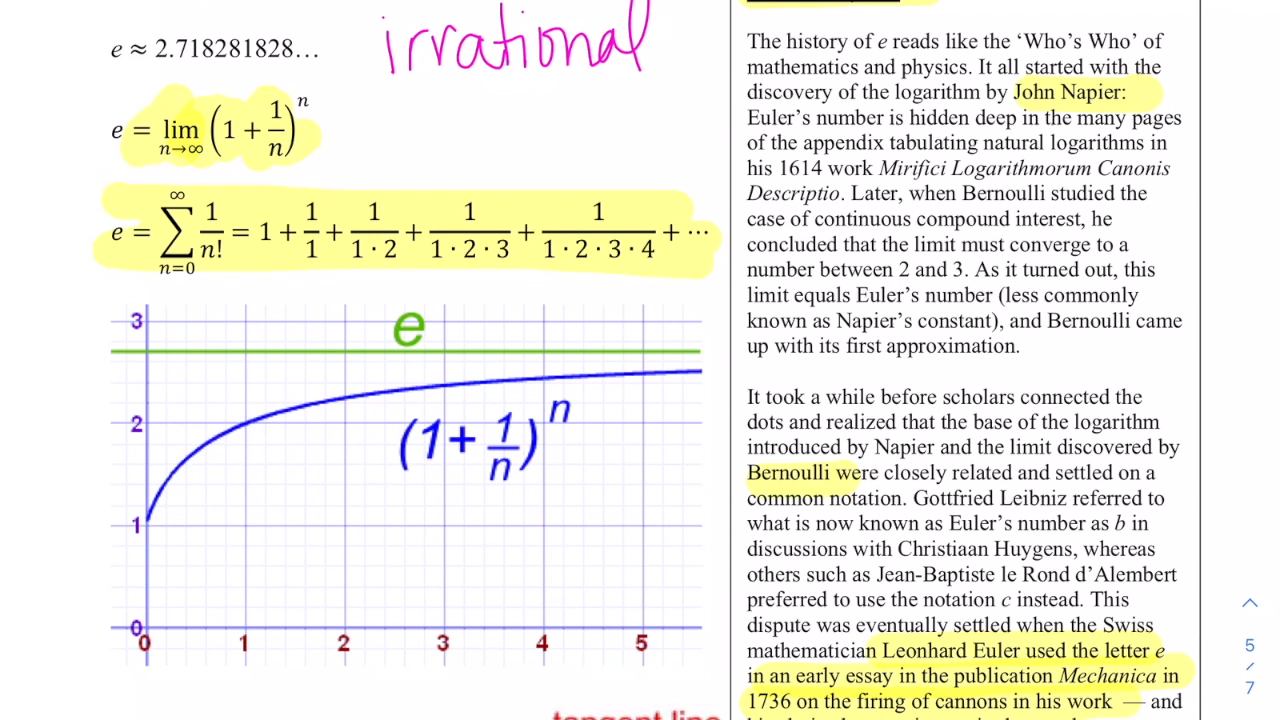 irrational
e ≈ 2.718281828…
e = lim n→∞ (1 + 1/n)^n
e = ∑ n=0 ∞ 1/n! = 1 + 1/1 + 1/(1·2) + 1/(1·2·3) + 1/(1·2·3·4) + ⋯
3
e
2
(1+ 1/n)^n
1
0
0 1 2 3 4 5
tangent line
The history of e reads like the ‘Who’s Who’ of
mathematics and physics. It all started with the
discovery of the logarithm by John Napier:
Euler’s number is hidden deep in the many pages
of the appendix tabulating natural logarithms in
his 1614 work Mirifici Logarithmorum Canonis
Descriptio. Later, when Bernoulli studied the
case of continuous compound interest, he
concluded that the limit must converge to a
number between 2 and 3. As it turned out, this
limit equals Euler’s number (less commonly
known as Napier’s constant), and Bernoulli came
up with its first approximation.
It took a while before scholars connected the
dots and realized that the base of the logarithm
introduced by Napier and the limit discovered by
Bernoulli were closely related and settled on a
common notation. Gottfried Leibniz referred to
what is now known as Euler’s number as b in
discussions with Christiaan Huygens, whereas
others such as Jean-Baptiste le Rond d’Alembert
preferred to use the notation c instead. This
dispute was eventually settled when the Swiss
mathematician Leonhard Euler used the letter e
in an early essay in the publication Mechanica in
1736 on the firing of cannons in his work — and
5
/
7